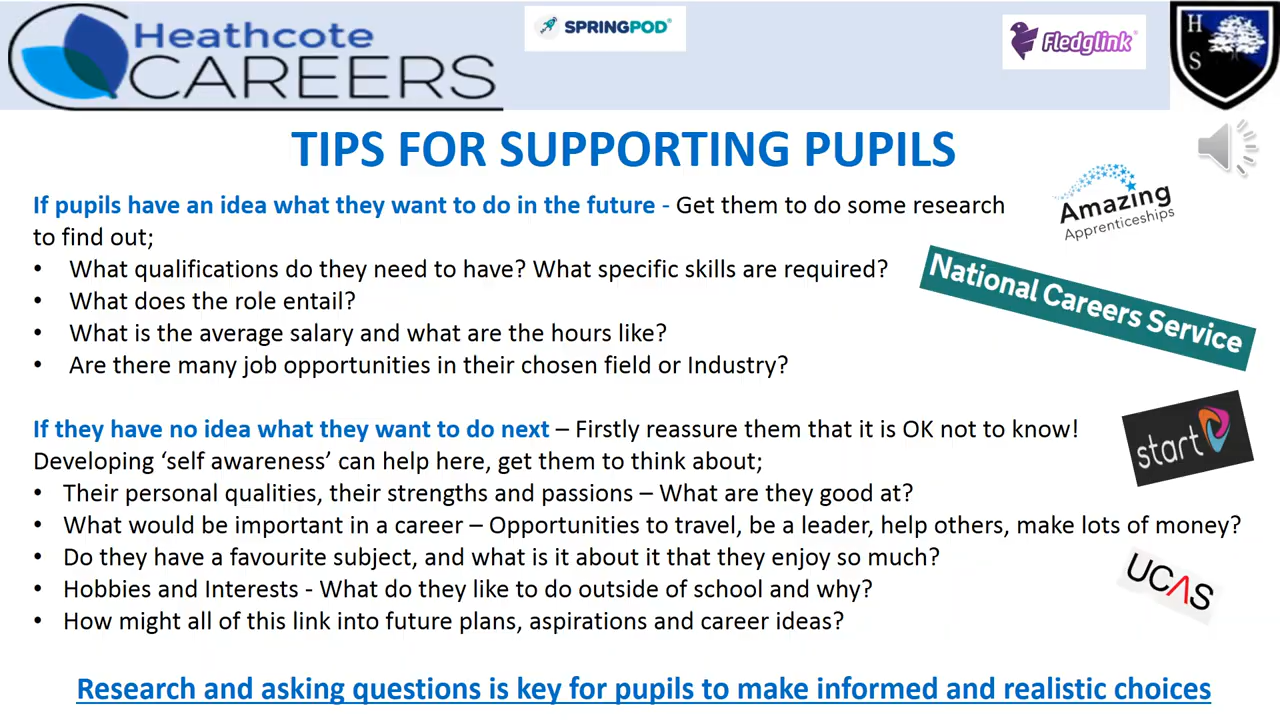 Heathcote
CAREERS
SPRINGPOD
Fledglink
H
S
TIPS FOR SUPPORTING PUPILS
Amazing
Apprenticeships
If pupils have an idea what they want to do in the future - Get them to do some research
to find out;
• What qualifications do they need to have? What specific skills are required?
• What does the role entail?
• What is the average salary and what are the hours like?
• Are there many job opportunities in their chosen field or Industry?
National Careers Service
If they have no idea what they want to do next – Firstly reassure them that it is OK not to know!
Developing ‘self awareness’ can help here, get them to think about;
• Their personal qualities, their strengths and passions – What are they good at?
• What would be important in a career – Opportunities to travel, be a leader, help others, make lots of money?
• Do they have a favourite subject, and what is it about it that they enjoy so much?
• Hobbies and Interests - What do they like to do outside of school and why?
• How might all of this link into future plans, aspirations and career ideas?
start
UCAS
Research and asking questions is key for pupils to make informed and realistic choices